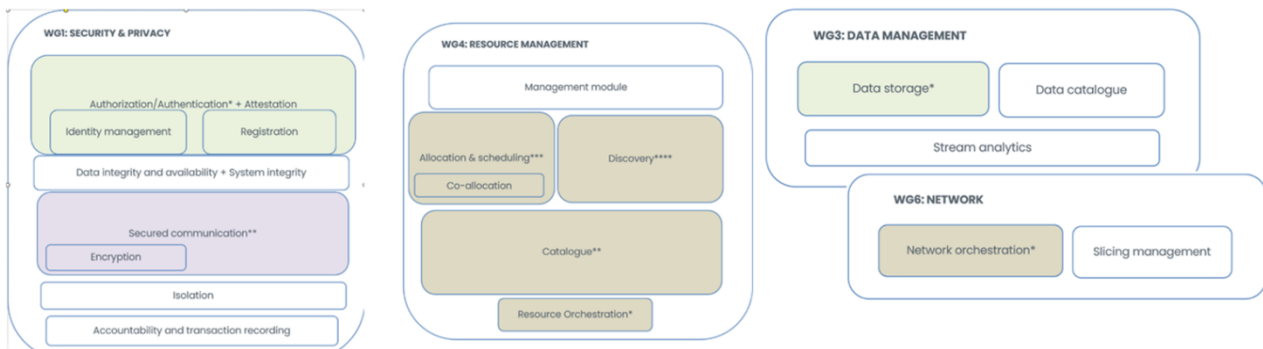 WG1: SECURITY & PRIVACY
Authorization/Authentication* + Attestation
Identity management
Registration
Data integrity and availability + System integrity
Secured communication**
Encryption
Isolation
Accountability and transaction recording
WG4: RESOURCE MANAGEMENT
Management module
Allocation & scheduling***
Co-allocation
Discovery****
Catalogue**
Resource Orchestration*
WG3: DATA MANAGEMENT
Data storage*
Data catalogue
Stream analytics
WG6: NETWORK
Network orchestration*
Slicing management